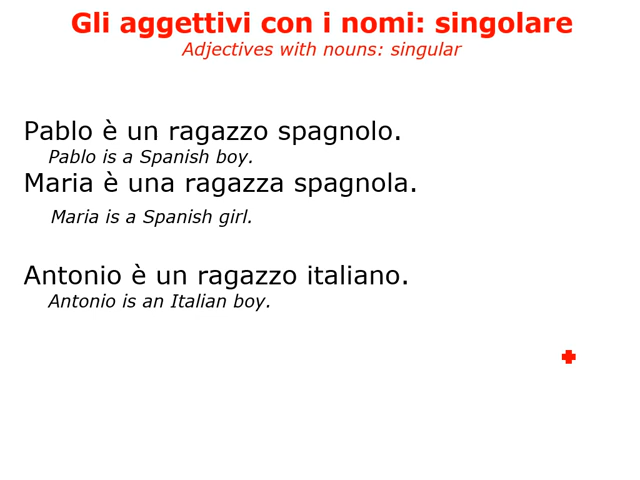 Gli aggettivi con i nomi: singolare
Adjectives with nouns: singular
Pablo è un ragazzo spagnolo.
Pablo is a Spanish boy.
Maria è una ragazza spagnola.
Maria is a Spanish girl.
Antonio è un ragazzo italiano.
Antonio is an Italian boy.